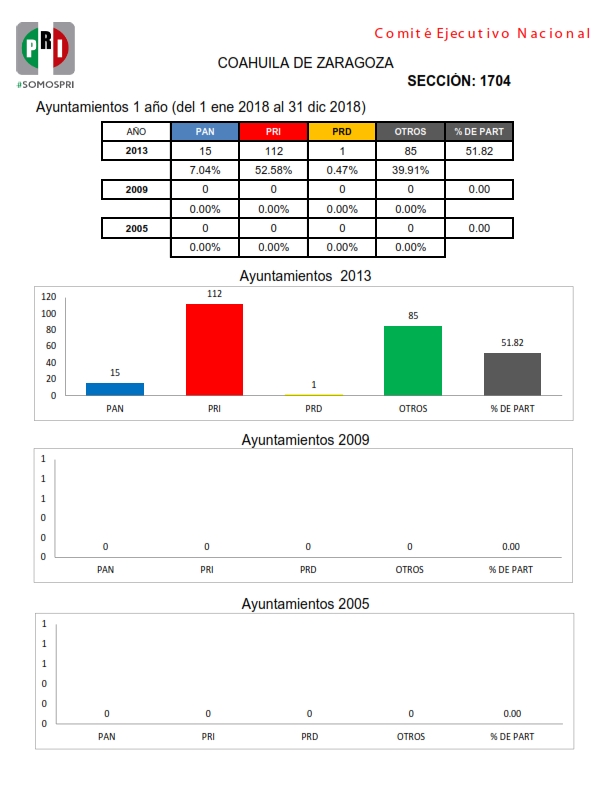 Comité Ejecutivo Nacional
PRI
#SOMOSPRI
COAHUILA DE ZARAGOZA
SECCIÓN: 1704
Ayuntamientos 1 año (del 1 ene 2018 al 31 dic 2018)
AÑO PAN PRI PRD OTROS % DE PART
2013 15 112 1 85 51.82
7.04% 52.58% 0.47% 39.91%
2009 0 0 0 0 0.00
0.00% 0.00% 0.00% 0.00%
2005 0 0 0 0 0.00
0.00% 0.00% 0.00% 0.00%
Ayuntamientos 2013
120
100
80
60
40
20
0
15 112 1 85 51.82
PAN PRI PRD OTROS % DE PART
Ayuntamientos 2009
1
1
1
0
0
0
0 0 0 0 0.00
PAN PRI PRD OTROS % DE PART
Ayuntamientos 2005
1
1
1
0
0
0
0 0 0 0 0.00
PAN PRI PRD OTROS % DE PART